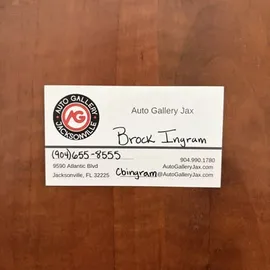 AUTO GALLERY
AG
JACKSONVILLE
Auto Gallery Jax
Brock Ingram
(904)655-8555
904.990.1780
9590 Atlantic Blvd
AutoGalleryJax.com
Jacksonville, FL 32225
Cbingram@AutoGalleryJax.com